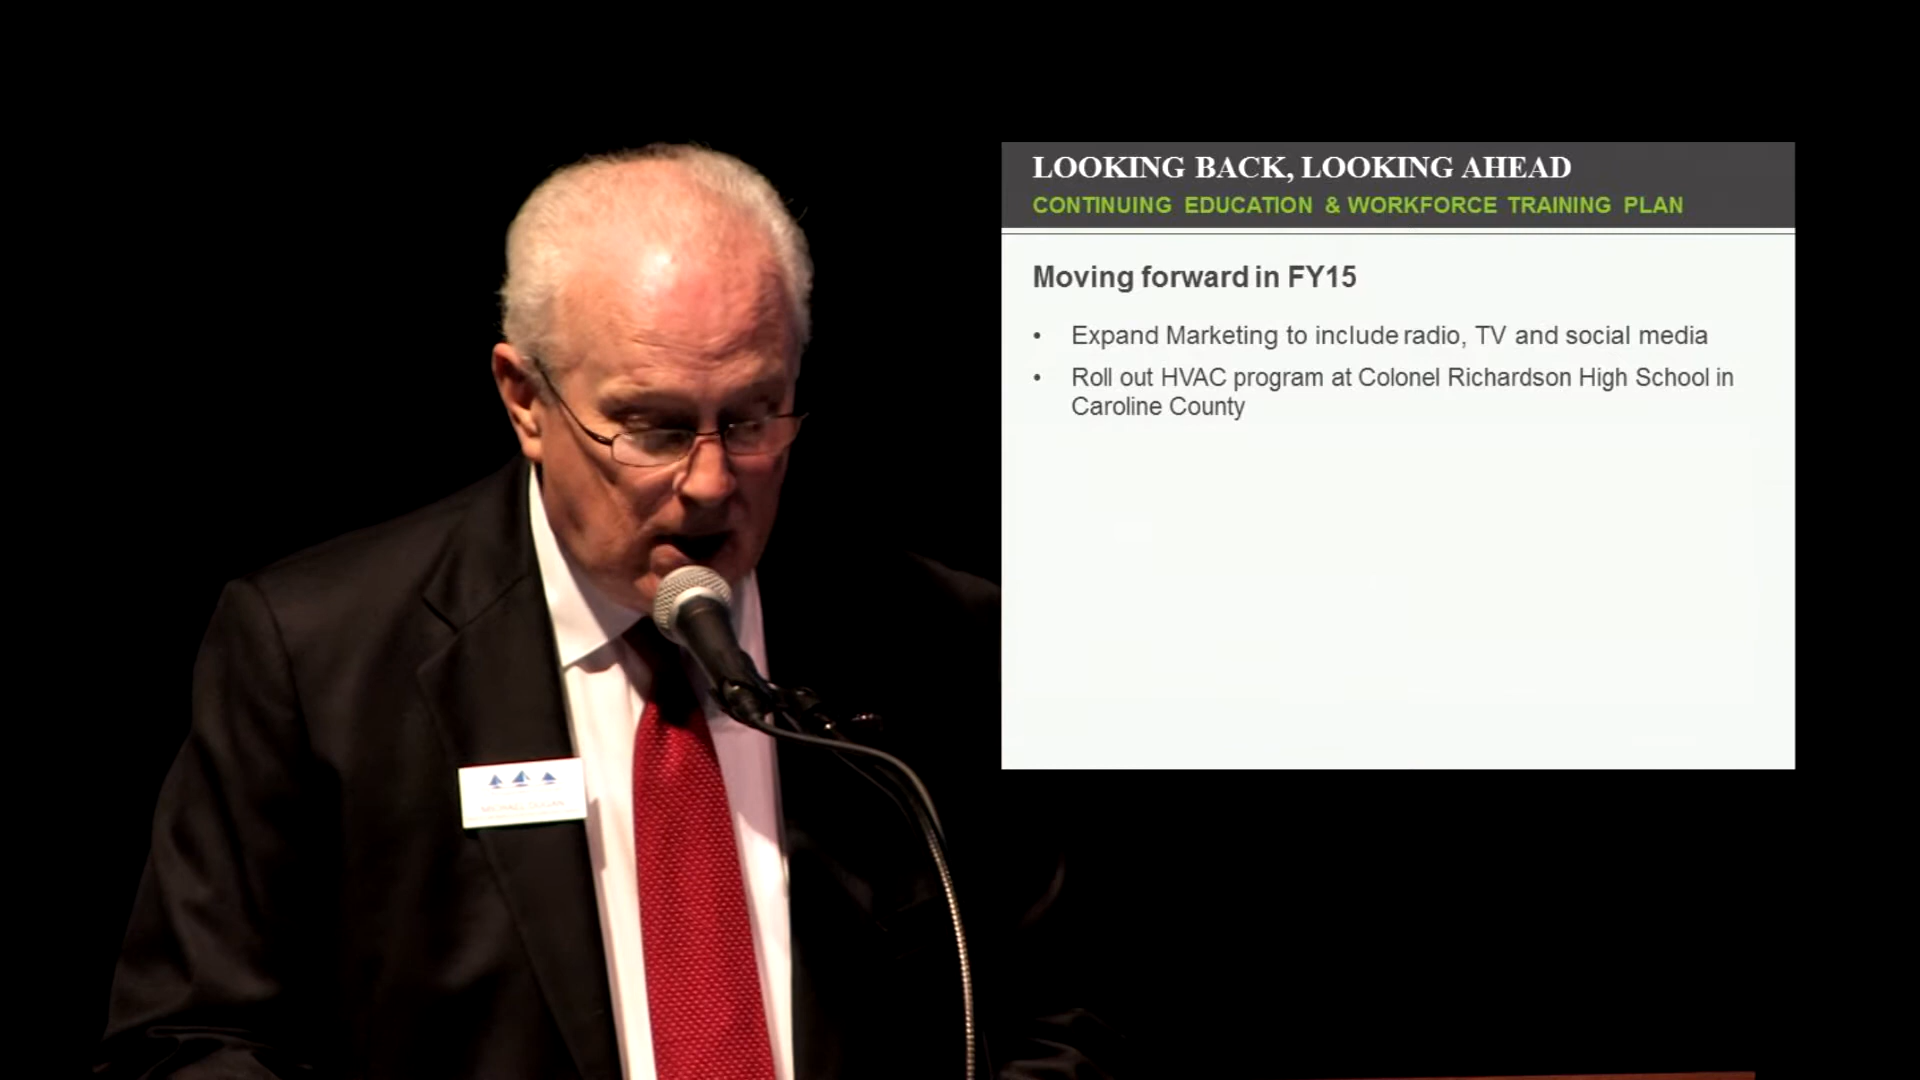 LOOKING BACK, LOOKING AHEAD
CONTINUING EDUCATION & WORKFORCE TRAINING PLAN
Moving forward in FY15
• Expand Marketing to include radio, TV and social media
• Roll out HVAC program at Colonel Richardson High School in
Caroline County